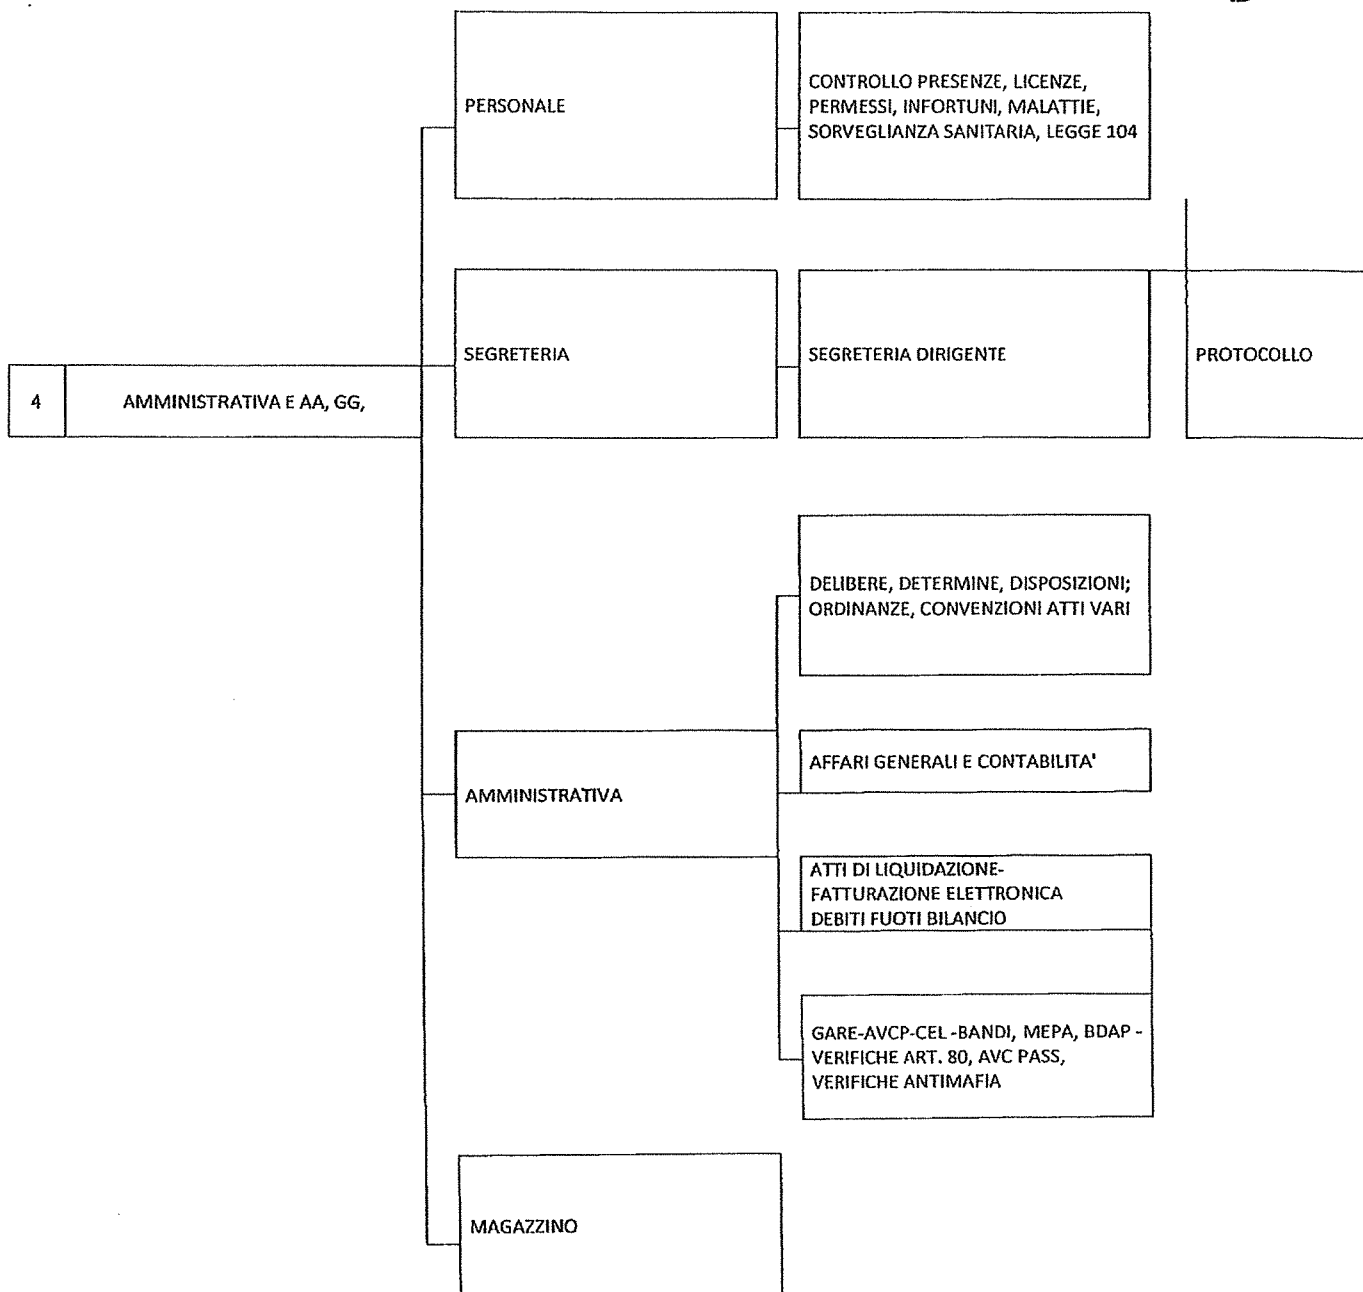 PERSONALE
CONTROLLO PRESENZE, LICENZE,
PERMESSI, INFORTUNI, MALATTIE,
SORVEGLIANZA SANITARIA, LEGGE 104
SEGRETERIA
SEGRETERIA DIRIGENTE
PROTOCOLLO
4
AMMINISTRATIVA E AA, GG,
DELIBERE, DETERMINE, DISPOSIZIONI;
ORDINANZE, CONVENZIONI ATTI VARI
AFFARI GENERALI E CONTABILITA'
AMMINISTRATIVA
ATTI DI LIQUIDAZIONE-
FATTURAZIONE ELETTRONICA
DEBITI FUOTI BILANCIO
GARE-AVCP-CEL -BANDI, MEPA, BDAP -
VERIFICHE ART. 80, AVC PASS,
VERIFICHE ANTIMAFIA
MAGAZZINO